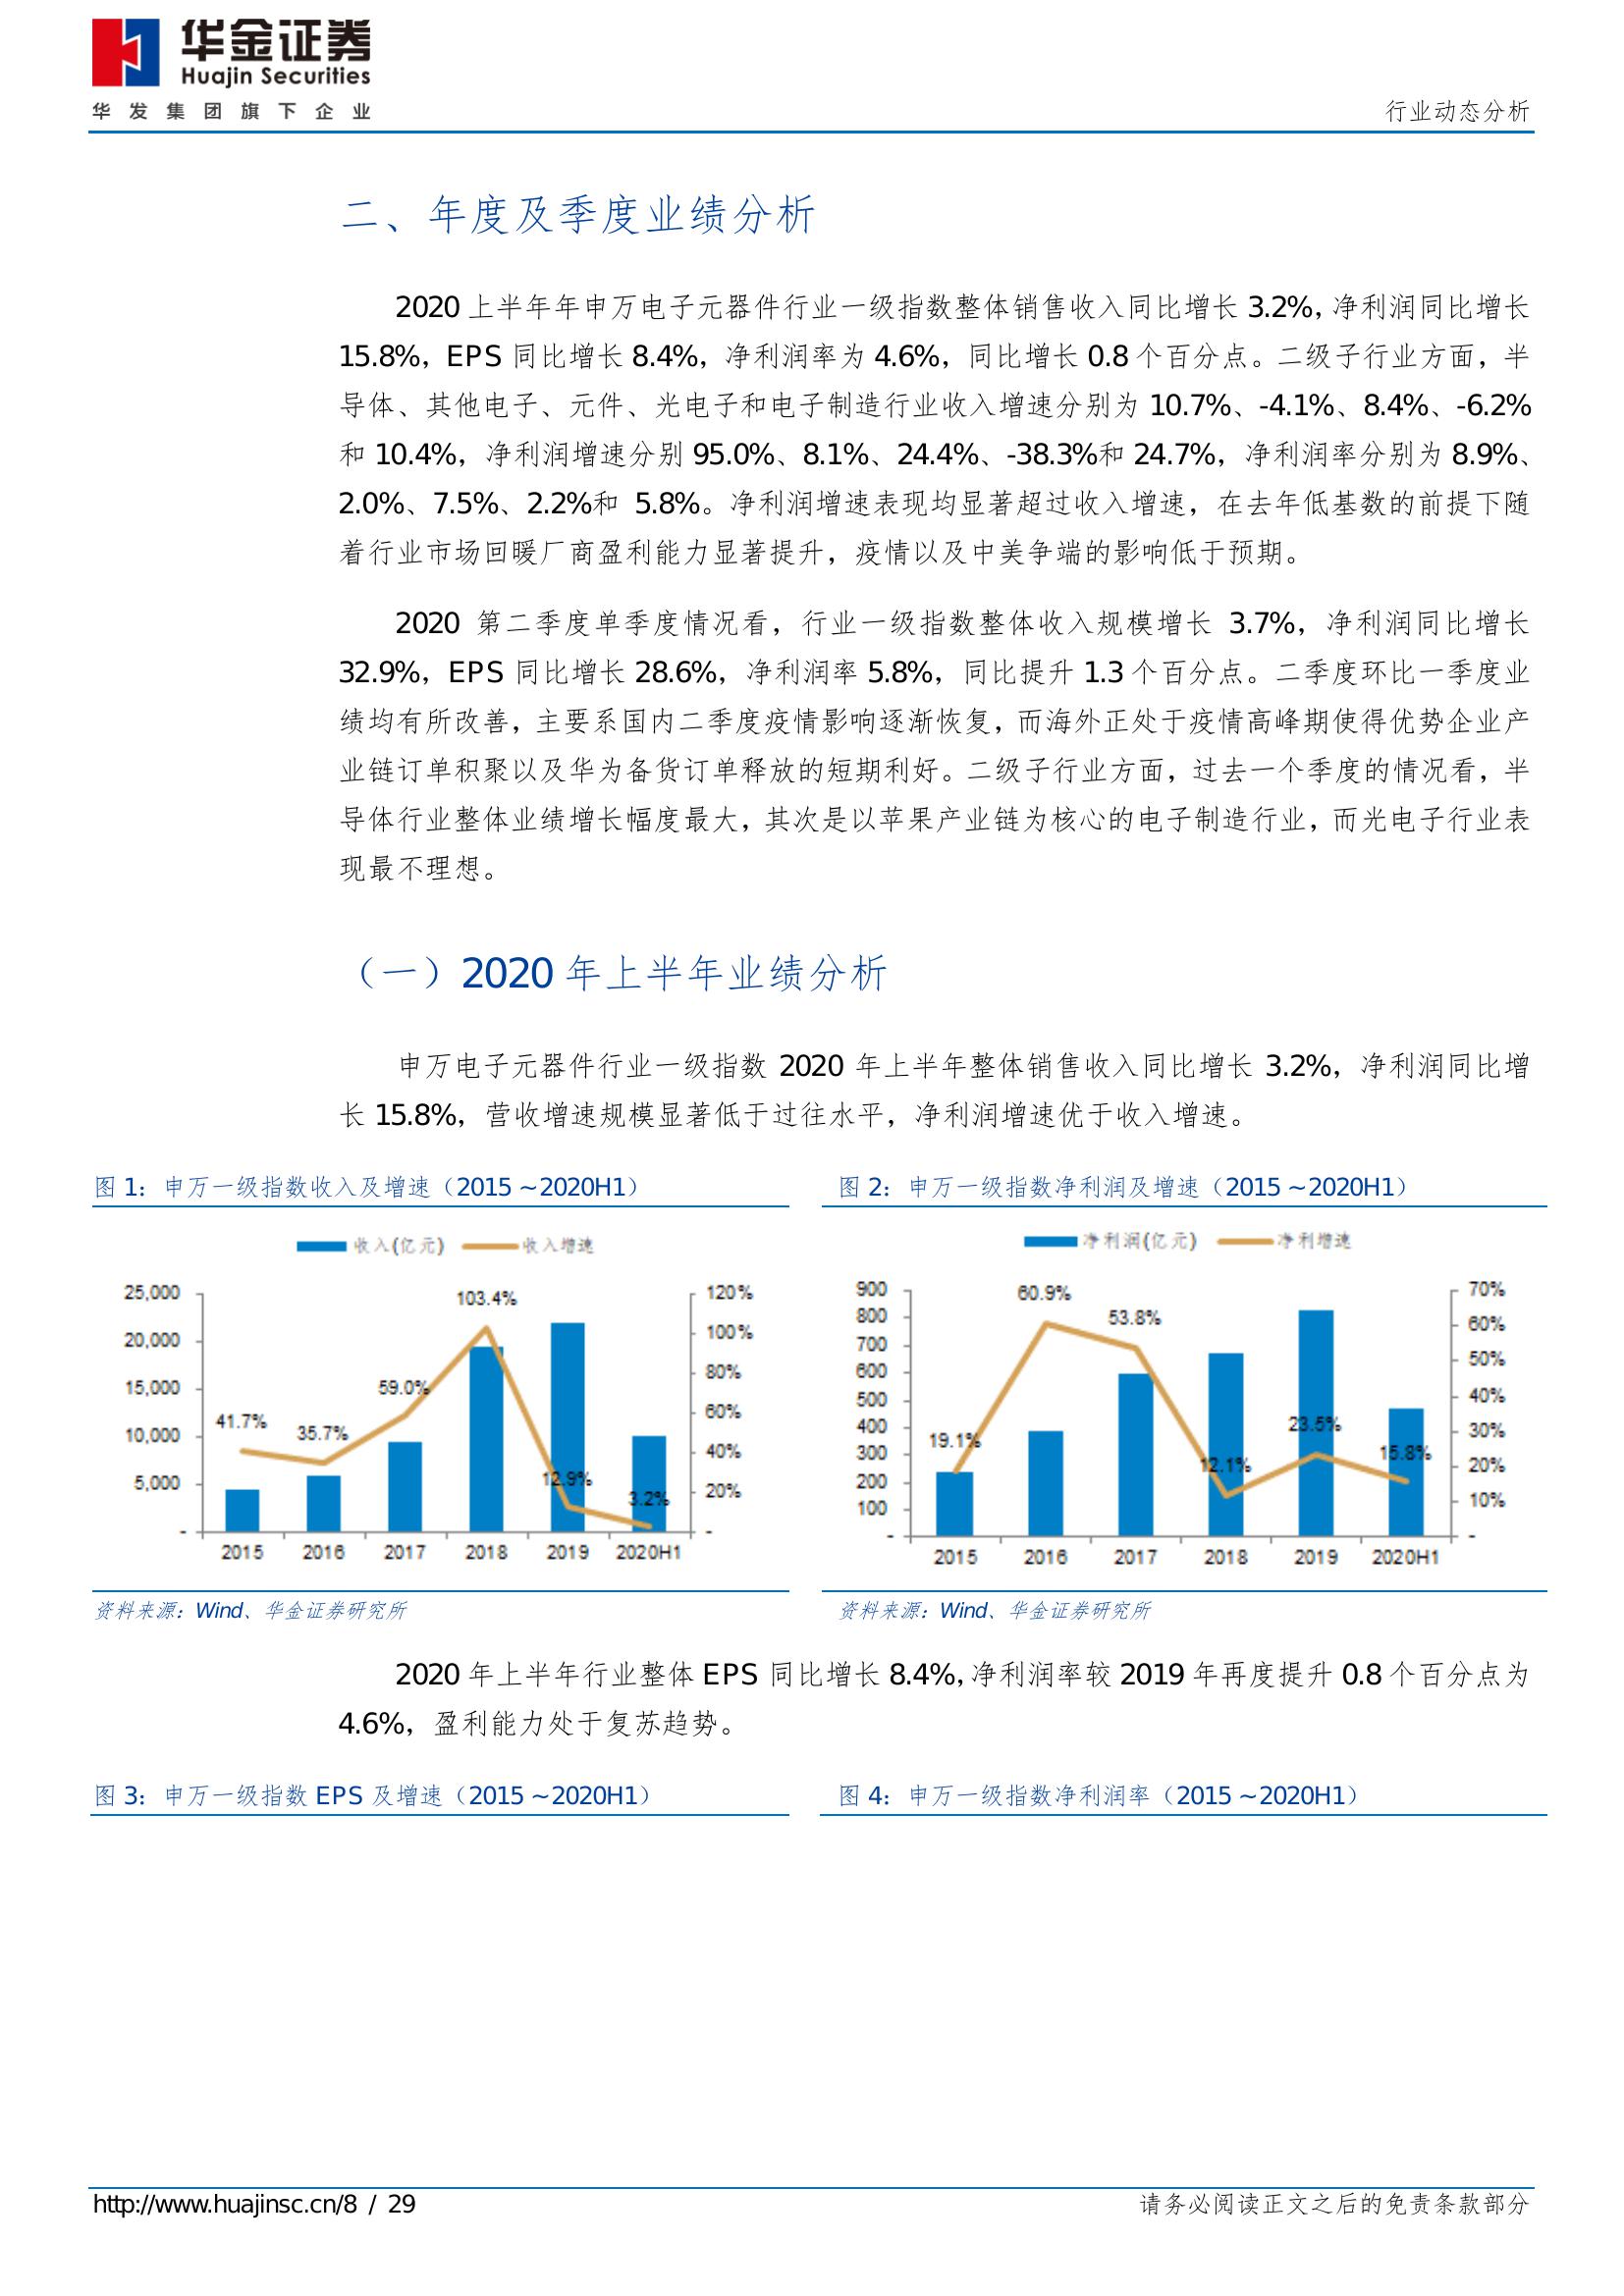 华金证券
Huajin Securities
华发集团旗下企业
行业动态分析
二、年度及季度业绩分析
2020 上半年年申万电子元器件行业一级指数整体销售收入同比增长 3.2%，净利润同比增长
15.8%，EPS 同比增长 8.4%，净利润率为 4.6%，同比增长 0.8 个百分点。二级子行业方面，半
导体、其他电子、元件、光电子和电子制造行业收入增速分别为 10.7%、-4.1%、8.4%、-6.2%
和 10.4%，净利润增速分别 95.0%、8.1%、24.4%、-38.3%和 24.7%，净利润率分别为 8.9%、
2.0%、7.5%、2.2%和 5.8%。净利润增速表现均显著超过收入增速，在去年低基数的前提下随
着行业市场回暖厂商盈利能力显著提升，疫情以及中美争端的影响低于预期。
2020 第二季度单季度情况看，行业一级指数整体收入规模增长 3.7%，净利润同比增长
32.9%，EPS 同比增长 28.6%，净利润率 5.8%，同比提升 1.3 个百分点。二季度环比一季度业
绩均有所改善，主要系国内二季度疫情影响逐渐恢复，而海外正处于疫情高峰期使得优势企业产
业链订单积聚以及华为备货订单释放的短期利好。二级子行业方面，过去一个季度的情况看，半
导体行业整体业绩增长幅度最大，其次是以苹果产业链为核心的电子制造行业，而光电子行业表
现最不理想。
（一）2020 年上半年业绩分析
申万电子元器件行业一级指数 2020 年上半年整体销售收入同比增长 3.2%，净利润同比增
长 15.8%，营收增速规模显著低于过往水平，净利润增速优于收入增速。
图 1：申万一级指数收入及增速（2015 ~ 2020H1）
收入(亿元) 收入增速
25,000
20,000
15,000
10,000
5,000
-
120%
100%
80%
60%
40%
20%
-
41.7%
35.7%
59.0%
103.4%
12.9%
3.2%
2015 2016 2017 2018 2019 2020H1
资料来源：Wind、华金证券研究所
图 2：申万一级指数净利润及增速（2015 ~ 2020H1）
净利润(亿元) 净利增速
900
800
700
600
500
400
300
200
100
-
70%
60%
50%
40%
30%
20%
10%
-
19.1%
60.9%
53.8%
12.1%
23.5%
15.8%
2015 2016 2017 2018 2019 2020H1
资料来源：Wind、华金证券研究所
2020 年上半年行业整体 EPS 同比增长 8.4%，净利润率较 2019 年再度提升 0.8 个百分点为
4.6%，盈利能力处于复苏趋势。
图 3：申万一级指数 EPS 及增速（2015 ~ 2020H1）
图 4：申万一级指数净利润率（2015 ~ 2020H1）
http://www.huajinsc.cn/8 / 29
请务必阅读正文之后的免责条款部分